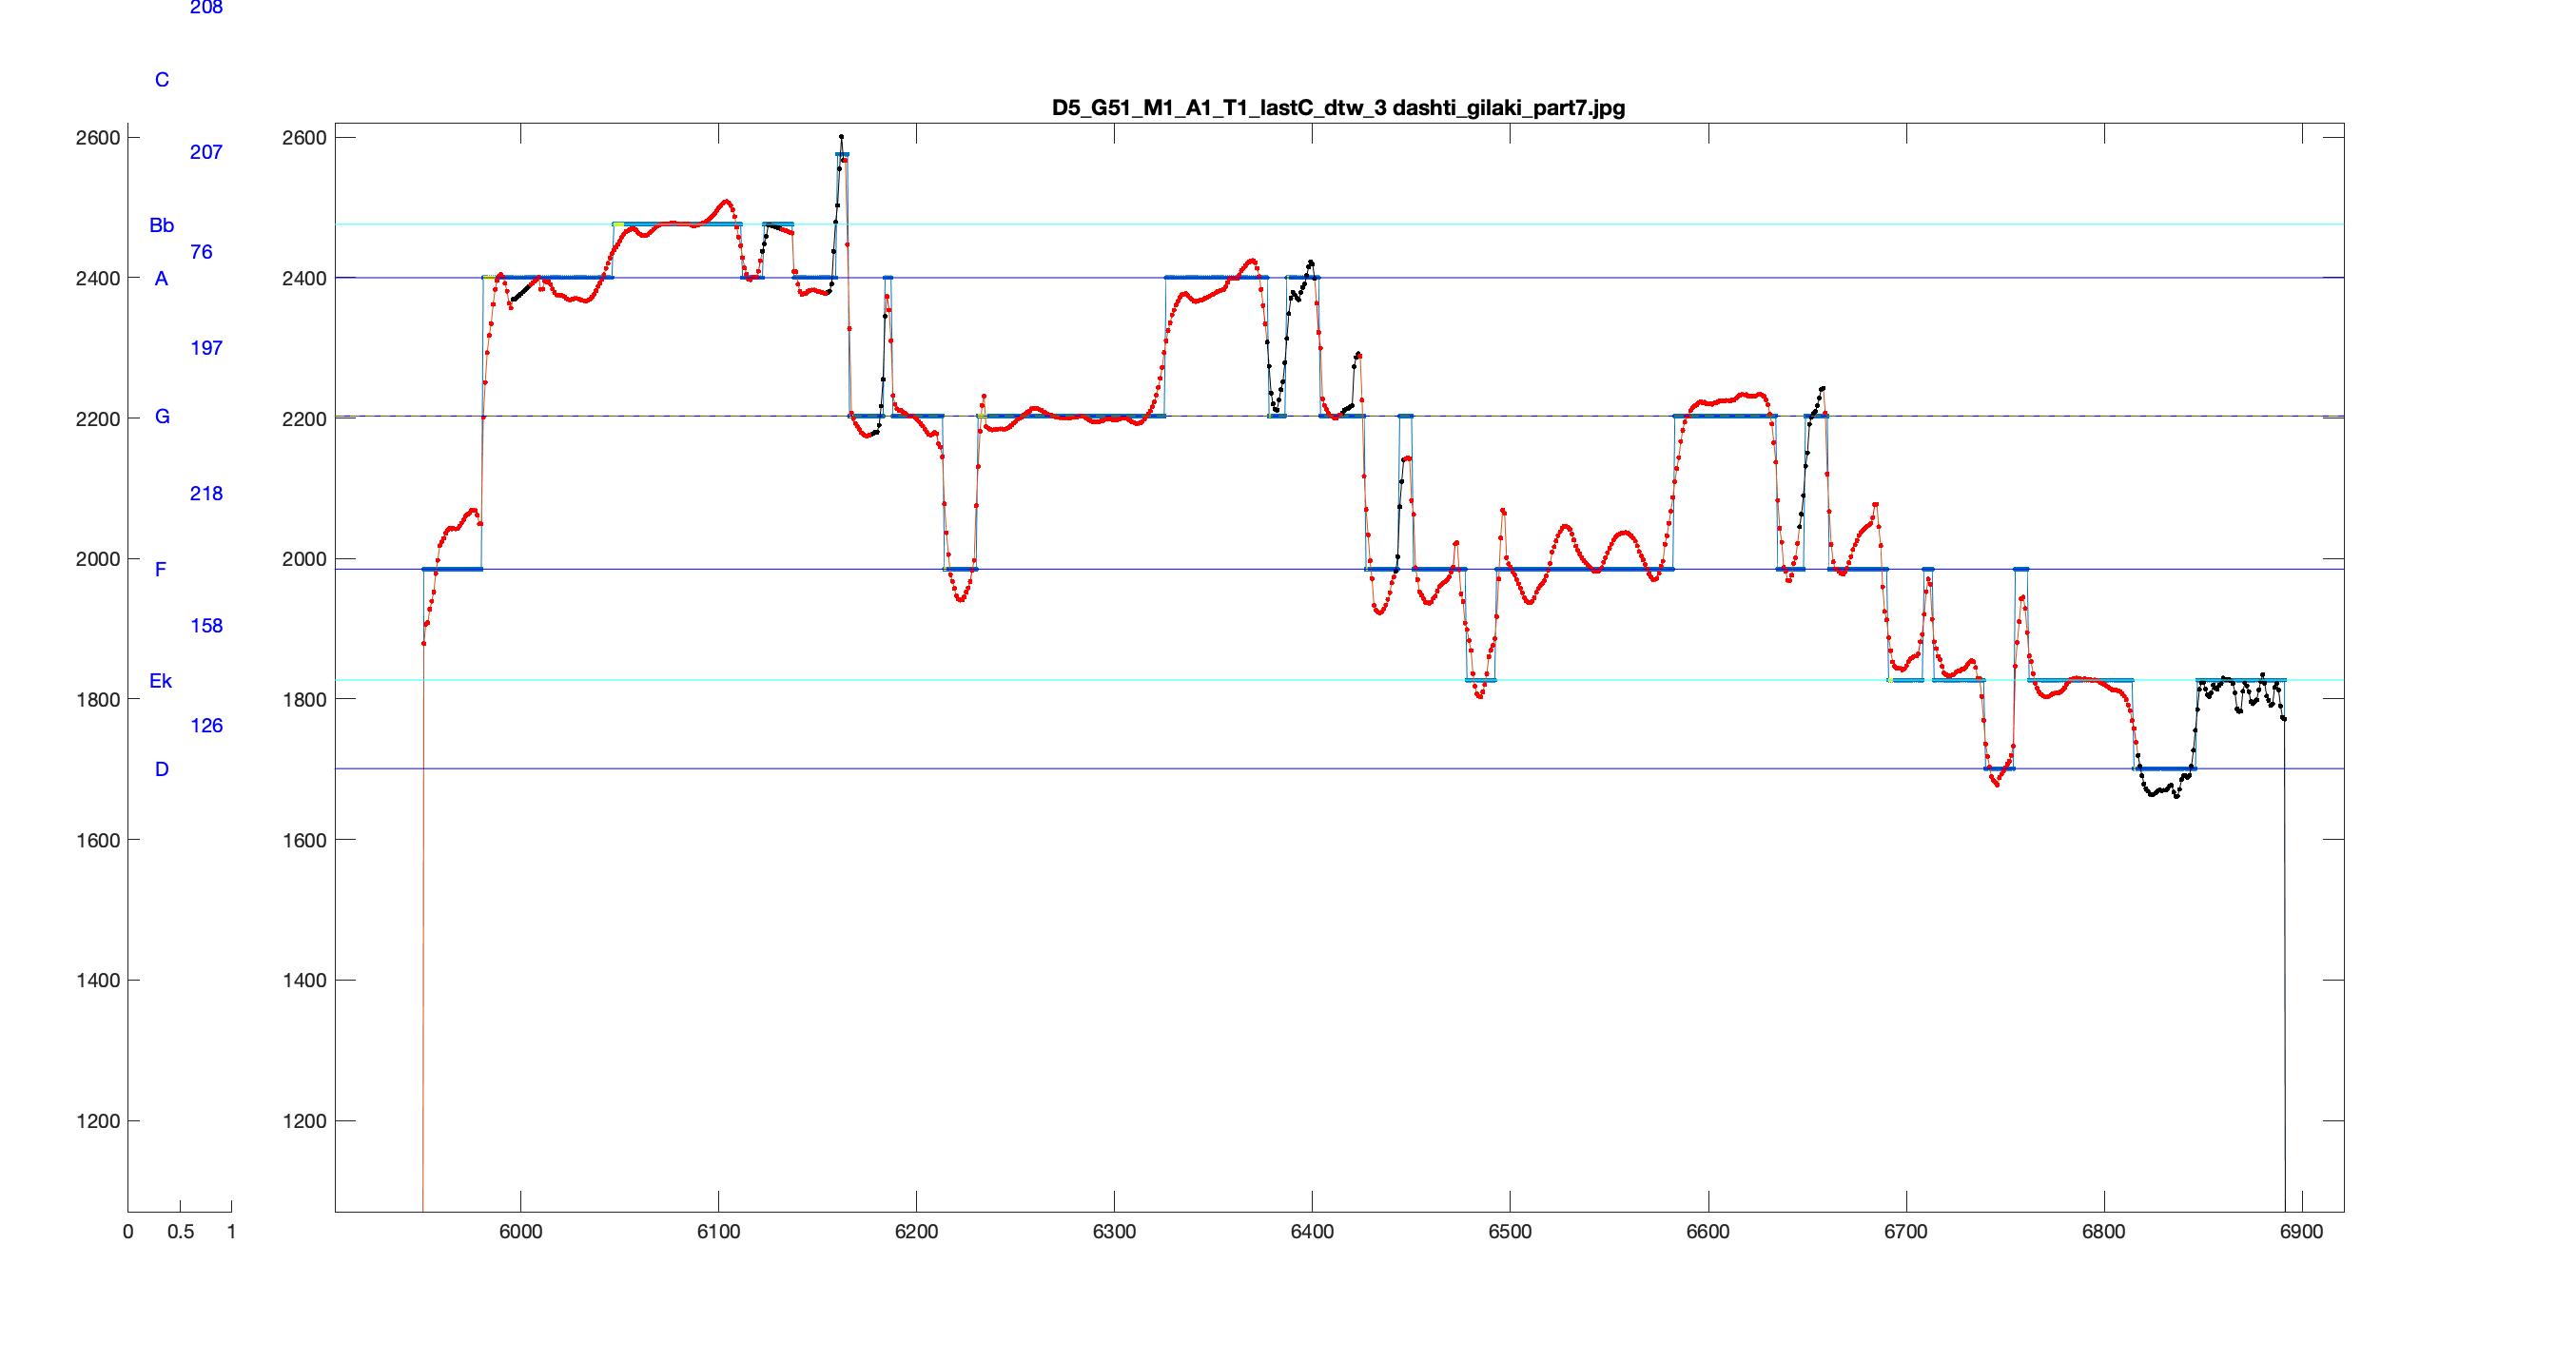 208
C
D5_G51_M1_A1_T1_lastC_dtw_3 dashti_gilaki_part7.jpg
2600 207 2600
Bb
76
2400 A 2400
197
2200 G 2200
218
2000 F 2000
158
1800 Ek 1800
126
D
1600 1600
1400 1400
1200 1200
0 0.5 1 6000 6100 6200 6300 6400 6500 6600 6700 6800 6900